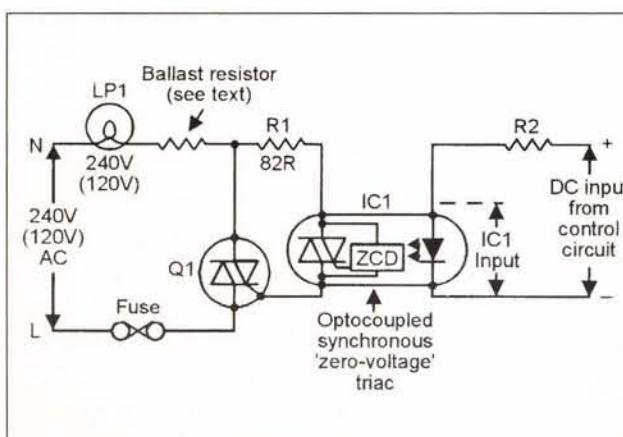 LP1
Ballast resistor
(see text)
R1
82R
R2
N
+
240V
(120V)
240V
(120V)
AC
IC1
DC input
from
control
circuit
IC1
Input
Q1
ZCD
Fuse
L
–
Optocoupled
synchronous
'zero-voltage'
triac